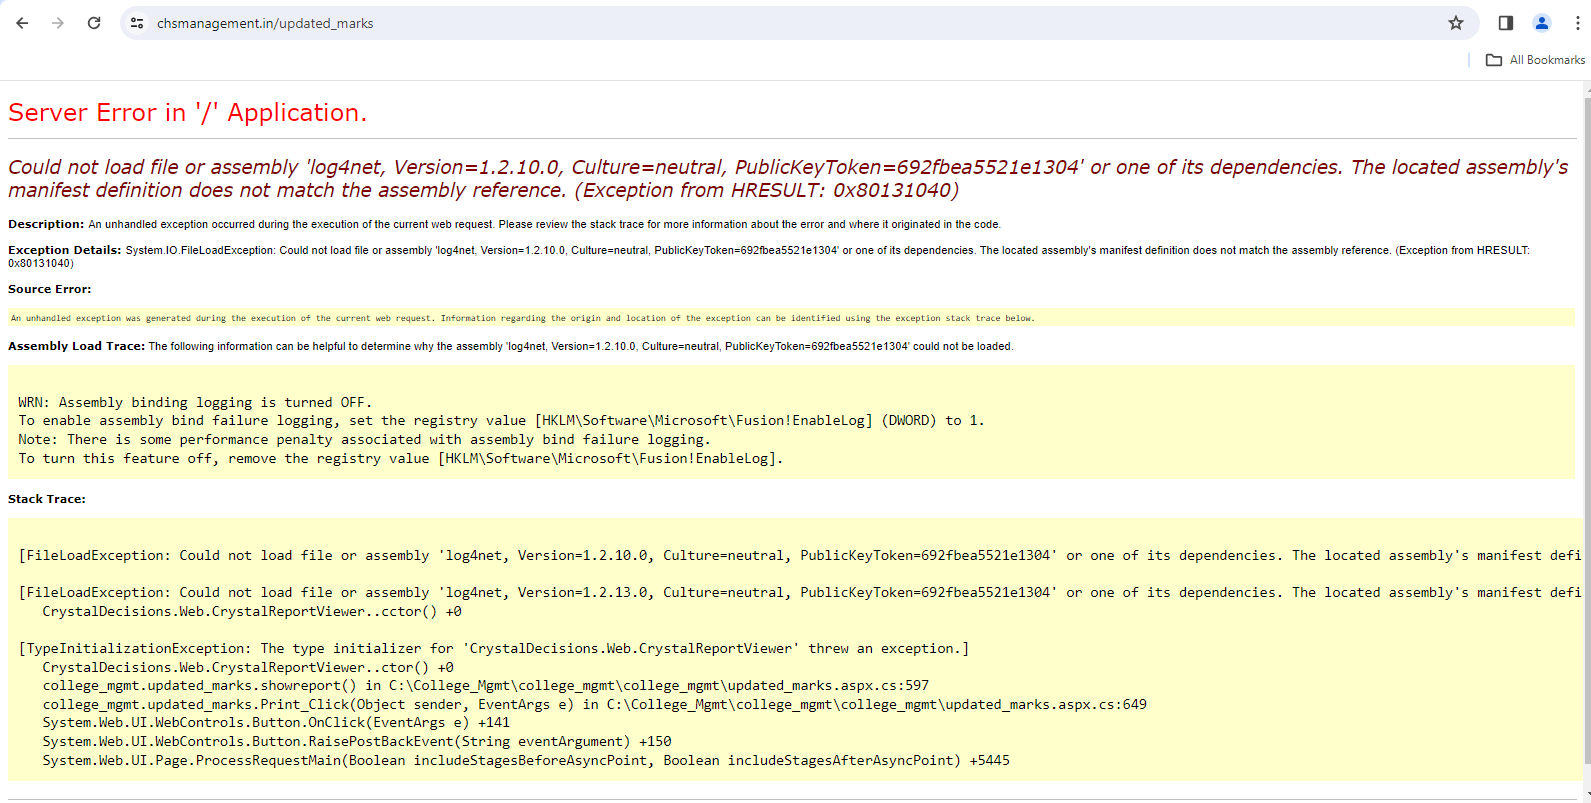 chsmanagement.in/updated_marks
All Bookmarks
Server Error in '/' Application.
Could not load file or assembly 'log4net, Version=1.2.10.0, Culture=neutral, PublicKeyToken=692fbea5521e1304' or one of its dependencies. The located assembly's
manifest definition does not match the assembly reference. (Exception from HRESULT: 0x80131040)
Description: An unhandled exception occurred during the execution of the current web request. Please review the stack trace for more information about the error and where it originated in the code.
Exception Details: System.IO.FileLoadException: Could not load file or assembly 'log4net, Version=1.2.10.0, Culture=neutral, PublicKeyToken=692fbea5521e1304' or one of its dependencies. The located assembly's manifest definition does not match the assembly reference. (Exception from HRESULT:
0x80131040)
Source Error:
An unhandled exception was generated during the execution of the current web request. Information regarding the origin and location of the exception can be identified using the exception stack trace below.
Assembly Load Trace: The following information can be helpful to determine why the assembly 'log4net, Version=1.2.10.0, Culture=neutral, PublicKeyToken=692fbea5521e1304' could not be loaded.
WRN: Assembly binding logging is turned OFF.
To enable assembly bind failure logging, set the registry value [HKLM\Software\Microsoft\Fusion!EnableLog] (DWORD) to 1.
Note: There is some performance penalty associated with assembly bind failure logging.
To turn this feature off, remove the registry value [HKLM\Software\Microsoft\Fusion!EnableLog].
Stack Trace:
[FileLoadException: Could not load file or assembly 'log4net, Version=1.2.10.0, Culture=neutral, PublicKeyToken=692fbea5521e1304' or one of its dependencies. The located assembly's manifest defi
[FileLoadException: Could not load file or assembly 'log4net, Version=1.2.13.0, Culture=neutral, PublicKeyToken=692fbea5521e1304' or one of its dependencies. The located assembly's manifest defi
CrystalDecisions.Web.CrystalReportViewer..cctor() +0
[TypeInitializationException: The type initializer for 'CrystalDecisions.Web.CrystalReportViewer' threw an exception.]
CrystalDecisions.Web.CrystalReportViewer..ctor() +0
college_mgmt.updated_marks.showreport() in C:\College_Mgmt\college_mgmt\college_mgmt\updated_marks.aspx.cs:597
college_mgmt.updated_marks.Print_Click(Object sender, EventArgs e) in C:\College_Mgmt\college_mgmt\college_mgmt\updated_marks.aspx.cs:649
System.Web.UI.WebControls.Button.OnClick(EventArgs e) +141
System.Web.UI.WebControls.Button.RaisePostBackEvent(String eventArgument) +150
System.Web.UI.Page.ProcessRequestMain(Boolean includeStagesBeforeAsyncPoint, Boolean includeStagesAfterAsyncPoint) +5445